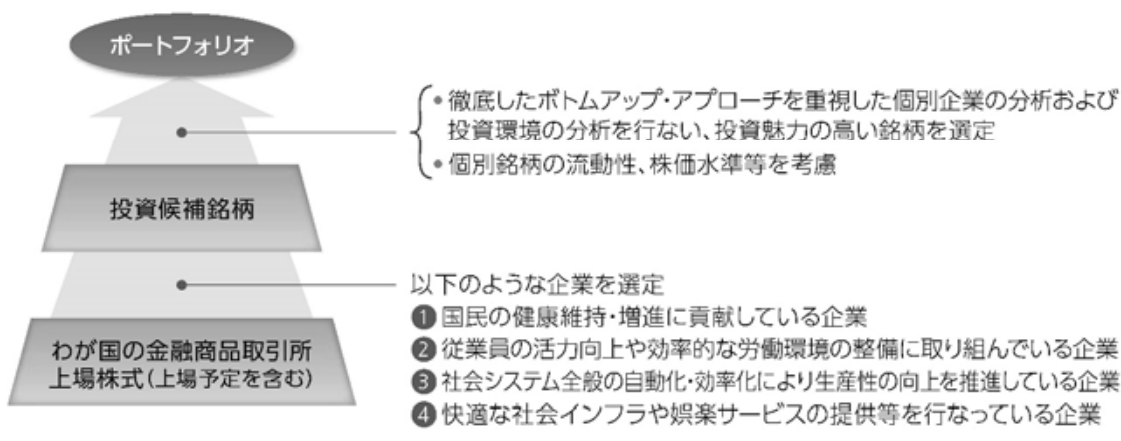 ポートフォリオ
• 徹底したボトムアップ・アプローチを重視した個別企業の分析および
投資環境の分析を行ない、投資魅力の高い銘柄を選定
• 個別銘柄の流動性、株価水準等を考慮
投資候補銘柄
以下のような企業を選定
❶ 国民の健康維持・増進に貢献している企業
❷ 従業員の活力向上や効率的な労働環境の整備に取り組んでいる企業
❸ 社会システム全般の自動化・効率化により生産性の向上を推進している企業
❹ 快適な社会インフラや娯楽サービスの提供等を行なっている企業
わが国の金融商品取引所
上場株式（上場予定を含む）